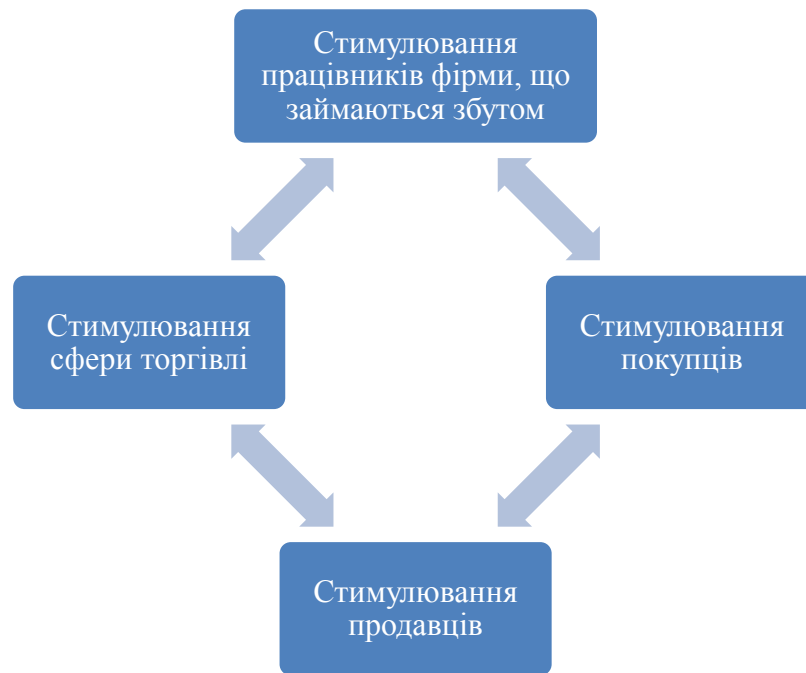 Стимулювання
працівників фірми, що
займаються збутом
Стимулювання
сфери торгівлі
Стимулювання
покупців
Стимулювання
продавців